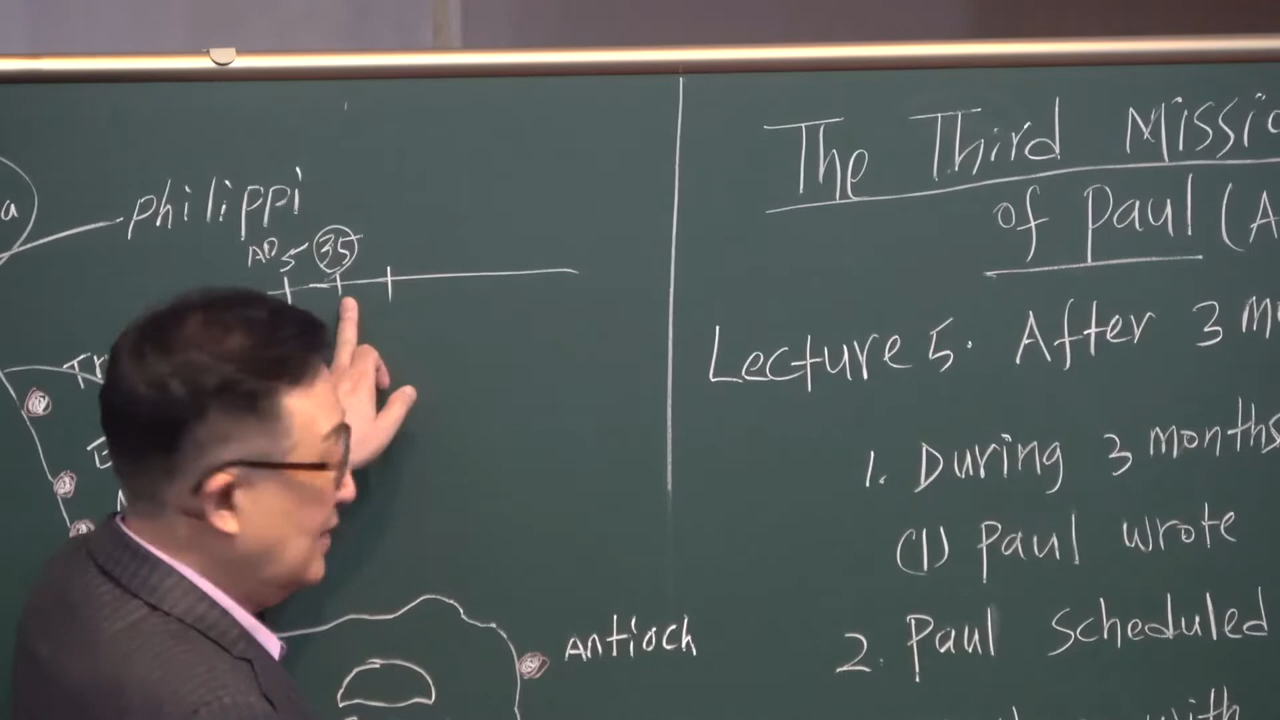 Philippi
AD 5 35
Antioch
The Third
of Paul (A
Lecture 5. After 3
1. During 3 months
(1) Paul wrote
2. Paul scheduled
with